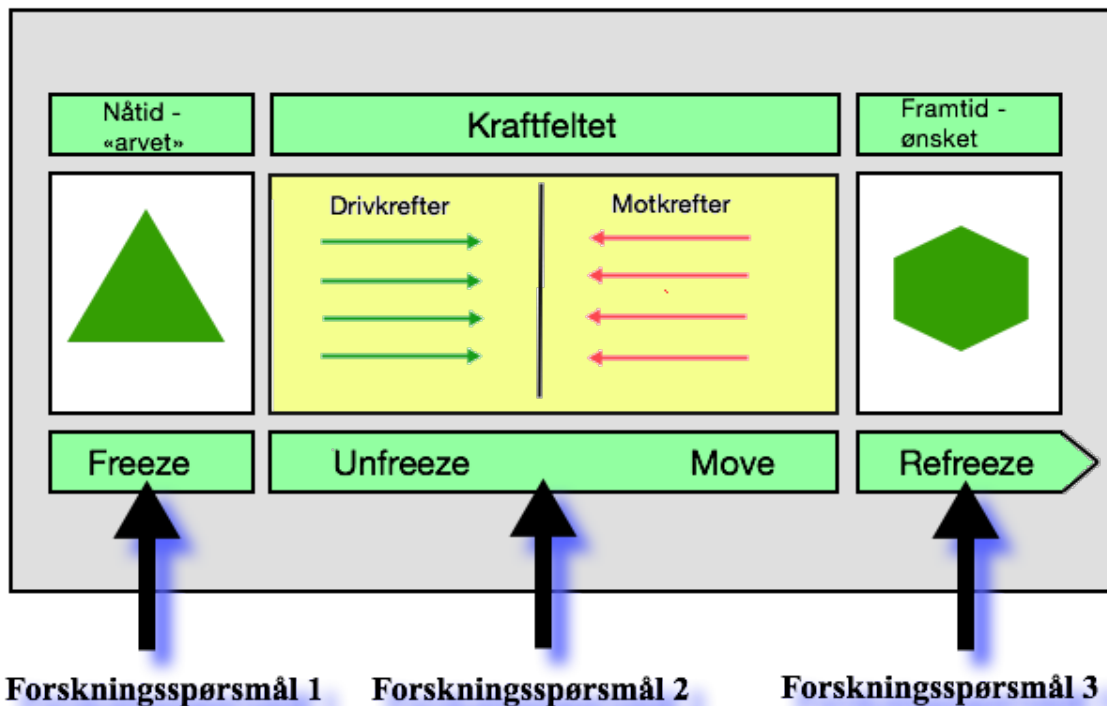 Nåtid -
«arvet»
Kraftfeltet
Framtid -
ønsket
Drivkrefter
Motkrefter
Freeze
Unfreeze
Move
Refreeze
Forskningsspørsmål 1
Forskningsspørsmål 2
Forskningsspørsmål 3